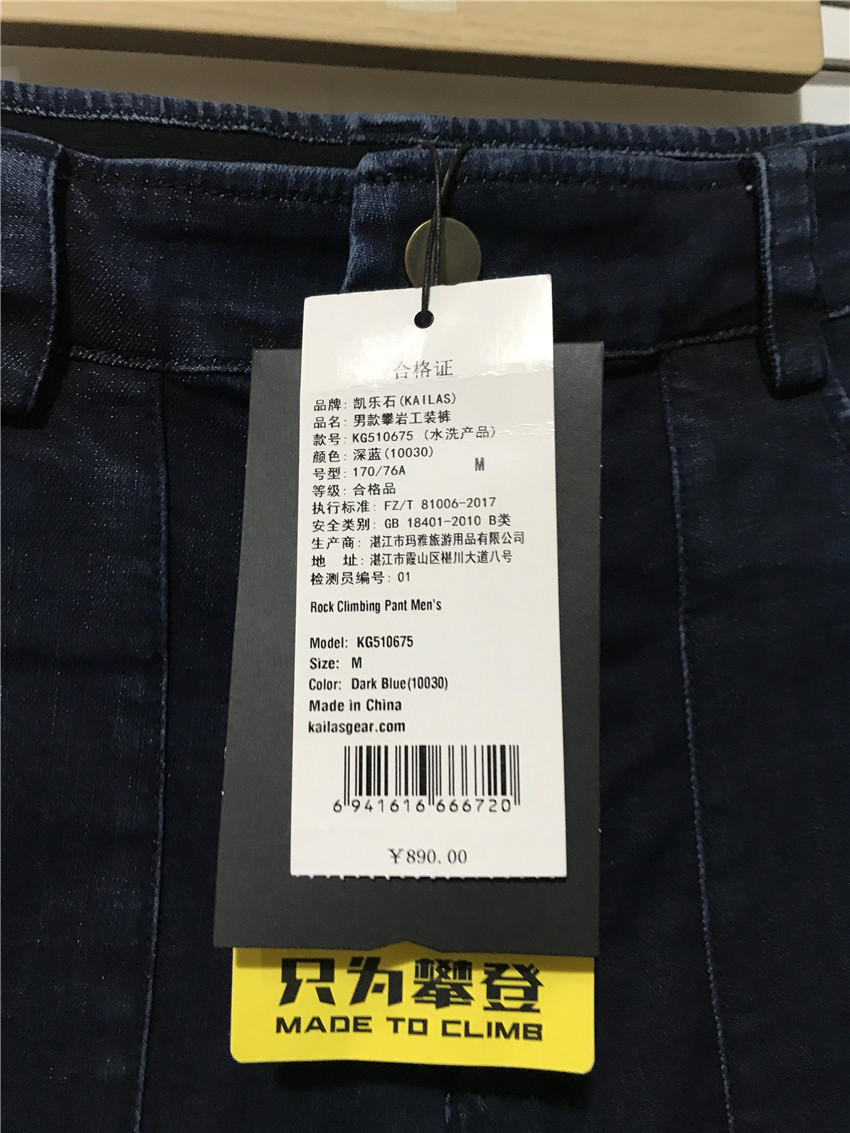 合格证
品牌: 凯乐石(KAILAS)
品名: 男款攀岩工装裤
款号: KG510675 (水洗产品)
颜色: 深蓝(10030)
号型: 170/76A M
等级: 合格品
执行标准: FZ/T 81006-2017
安全类别: GB 18401-2010 B类
生产商: 湛江市玛雅旅游用品有限公司
地 址: 湛江市霞山区椹川大道八号
检测员编号: 01
Rock Climbing Pant Men's
Model: KG510675
Size: M
Color: Dark Blue(10030)
Made in China
kailasgear.com
6 941616 666720
￥890.00
只为攀登
MADE TO CLIMB